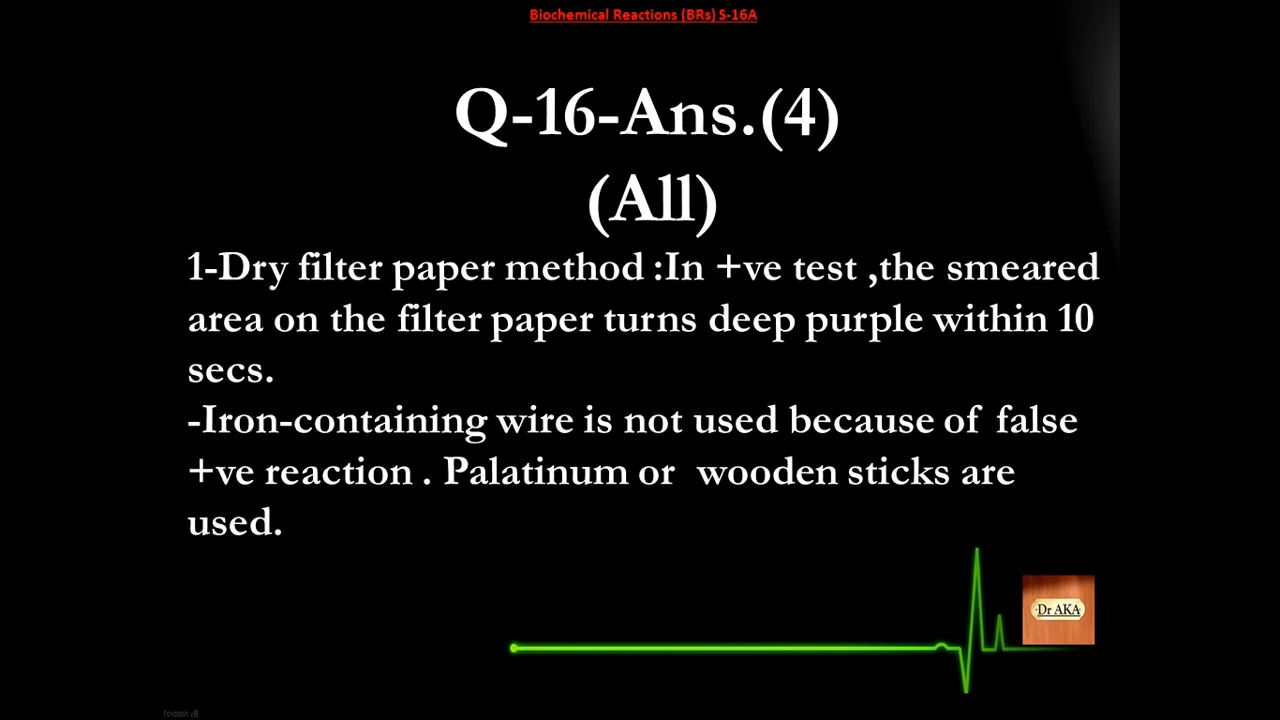 Biochemical Reactions (BRs) S-16A
Q-16-Ans.(4)
(All)
1-Dry filter paper method :In +ve test ,the smeared
area on the filter paper turns deep purple within 10
secs.
-Iron-containing wire is not used because of false
+ve reaction . Palatinum or wooden sticks are
used.
Dr AKA